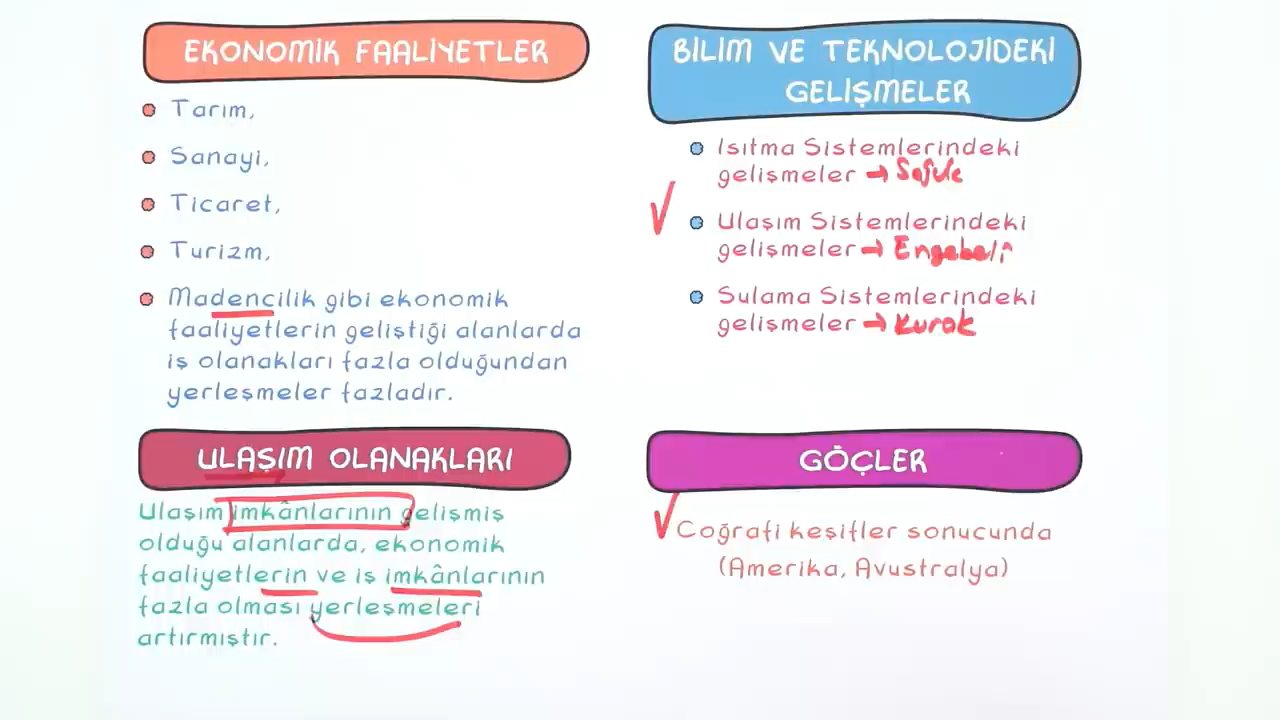 EKONOMİK FAALİYETLER
Tarım,
Sanayi,
Ticaret,
Turizm,
Madencilik gibi ekonomik
faaliyetlerin geliştiği alanlarda
iş olanakları fazla olduğundan
yerleşmeler fazladır.
BİLİM VE TEKNOLOJİDEKİ
GELİŞMELER
Isıtma Sistemlerindeki
gelişmeler →
Ulaşım Sistemlerindeki
gelişmeler → Engebeli
Sulama Sistemlerindeki
gelişmeler → Kurak
ULAŞIM OLANAKLARI
Ulaşım imkânlarının gelişmiş
olduğu alanlarda, ekonomik
faaliyetlerin ve iş imkânlarının
fazla olması yerleşmeleri
artırmıştır.
GÖÇLER
Coğrafi keşifler sonucunda
(Amerika, Avustralya)